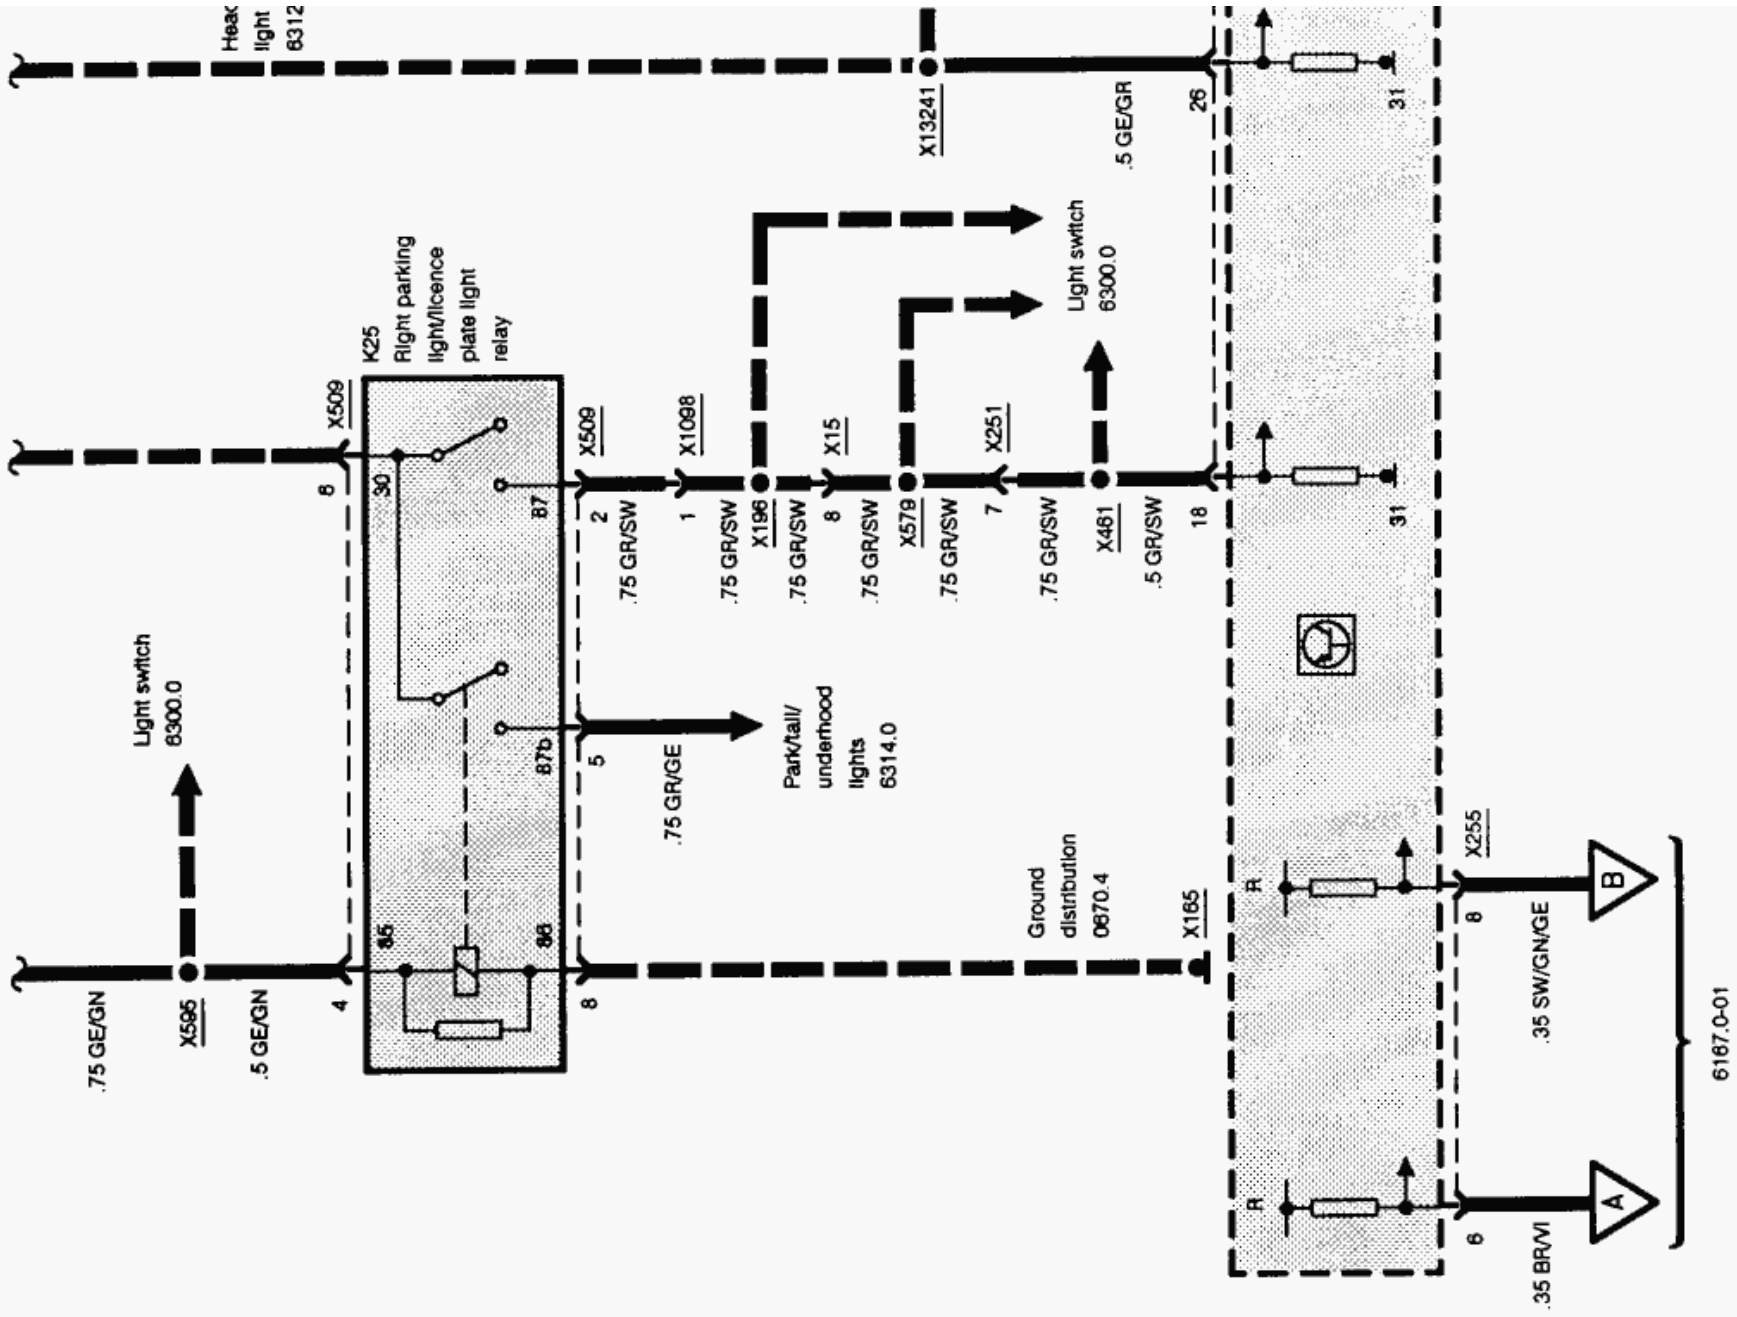 Light switch
6300.0
.75 GE/GN
X595
.5 GE/GN
4
6
X509
K25
Right parking
light/licence
plate light
relay
30
85
86
87
87b
X509
2
.75 GR/SW
X1098
1
.75 GR/SW
X196
.75 GR/SW
X15
8
.75 GR/SW
X579
.75 GR/SW
X251
7
.75 GR/SW
X461
.5 GR/SW
18
Light switch
6300.0
5
.75 GR/GE
Park/tail/
underhood
lights
6314.0
8
Ground
distribution
0670.4
X165
light
6312
X13241
.5 GE/GR
26
31
31
R
R
X255
8
.35 SW/GN/GE
B
6
.35 BR/VI
A
6167.0-01